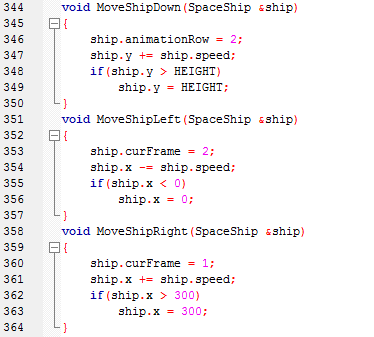 344 void MoveShipDown(SpaceShip &ship)
345 {
346 ship.animationRow = 2;
347 ship.y += ship.speed;
348 if(ship.y > HEIGHT)
349 ship.y = HEIGHT;
350 }
351 void MoveShipLeft(SpaceShip &ship)
352 {
353 ship.curFrame = 2;
354 ship.x -= ship.speed;
355 if(ship.x < 0)
356 ship.x = 0;
357 }
358 void MoveShipRight(SpaceShip &ship)
359 {
360 ship.curFrame = 1;
361 ship.x += ship.speed;
362 if(ship.x > 300)
363 ship.x = 300;
364 }